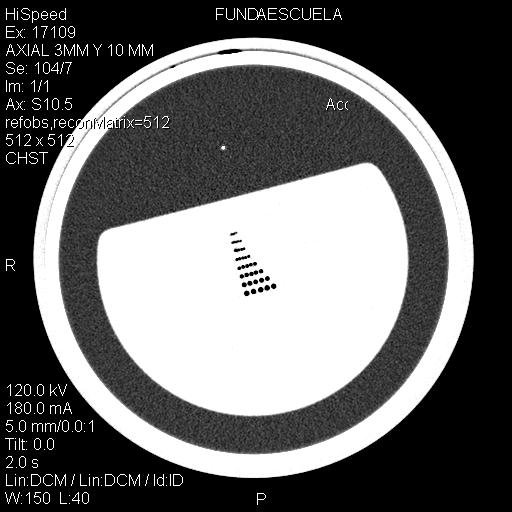 HiSpeed
FUNDAESCUELA
Ex: 17109
AXIAL 3MM Y 10 MM
Se: 104/7
Im: 1/1
Ax: S10.5
Acc
refobs,reconMatrix=512
512 x 512
CHST
R
120.0 kV
180.0 mA
5.0 mm/0.0:1
Tilt: 0.0
2.0 s
Lin:DCM / Lin:DCM / Id:ID
W:150 L:40
P